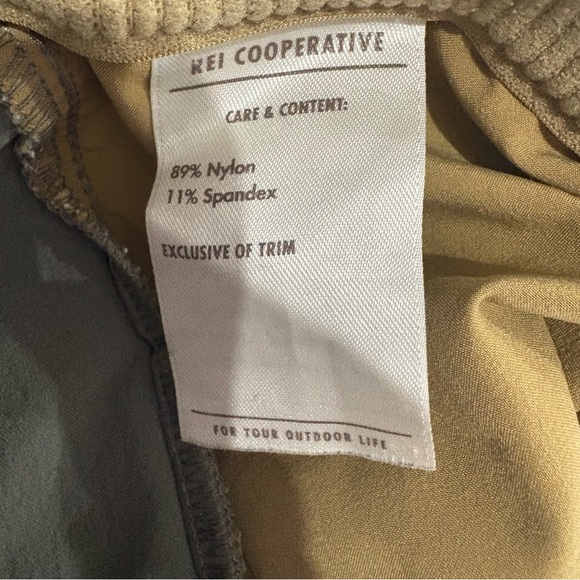 REI COOPERATIVE
CARE & CONTENT:
89% Nylon
11% Spandex
EXCLUSIVE OF TRIM
FOR YOUR OUTDOOR LIFE